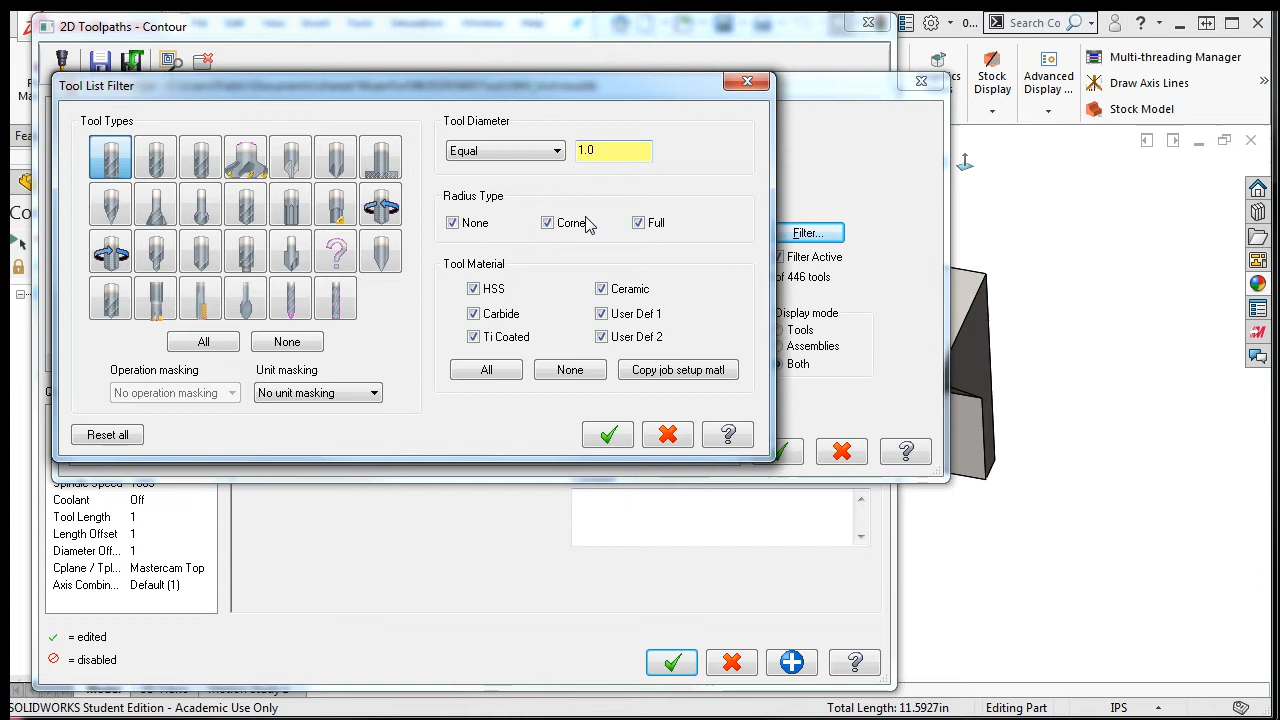 2D Toolpaths - Contour
0...
Search Co
Multi-threading Manager
Draw Axis Lines
Stock Model
Stock
Display
Advanced
Display ...
Tool List Filter
Tool Types
Tool Diameter
Equal
1.0
Radius Type
None
Corne
Full
Filter...
Filter Active
of 446 tools
Tool Material
HSS
Ceramic
Carbide
User Def 1
Ti Coated
User Def 2
Display mode
Tools
Assemblies
Both
All
None
All
None
Copy job setup matl
Operation masking
Unit masking
No operation masking
No unit masking
Reset all
Coolant Off
Tool Length 1
Length Offset 1
Diameter Off... 1
Cplane / Tpl... Mastercam Top
Axis Combin... Default (1)
= edited
= disabled
SOLIDWORKS Student Edition - Academic Use Only
Total Length: 11.5927in
Editing Part
IPS